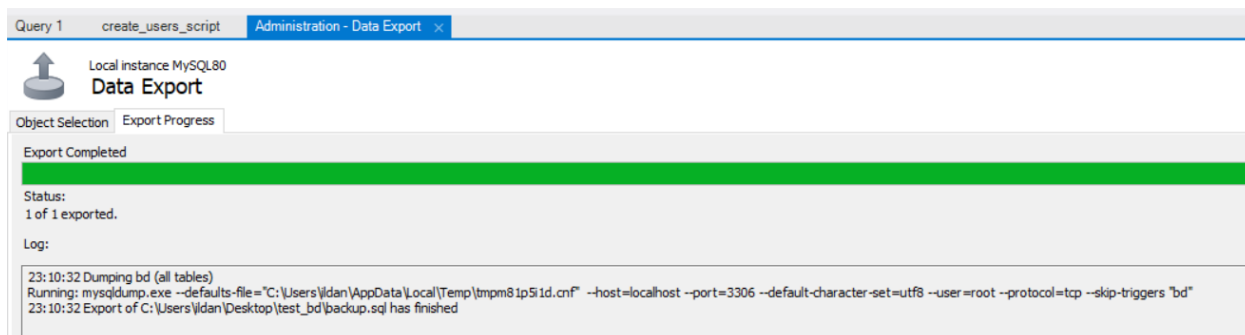 Query 1 create_users_script Administration - Data Export ×
Local instance MySQL80
Data Export
Object Selection Export Progress
Export Completed
Status:
1 of 1 exported.
Log:
23:10:32 Dumping bd (all tables)
Running: mysqldump.exe --defaults-file="C:\Users\ildan\AppData\Local\Temp\tmpm81p5i1d.cnf" --host=localhost --port=3306 --default-character-set=utf8 --user=root --protocol=tcp --skip-triggers "bd"
23:10:32 Export of C:\Users\ildan\Desktop\test_bd\backup.sql has finished